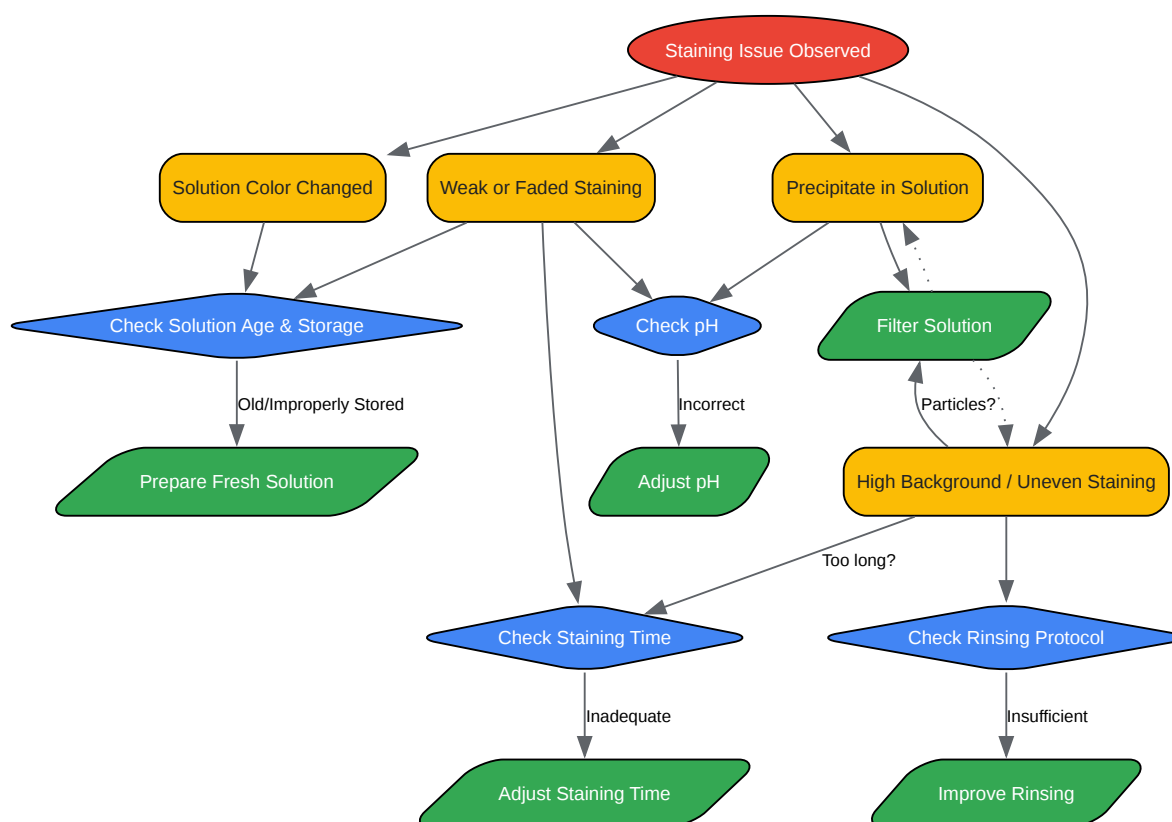 Staining Issue Observed
Solution Color Changed
Weak or Faded Staining
Precipitate in Solution
Check Solution Age & Storage
Check pH
Filter Solution
Old/Improperly Stored
Incorrect
Particles?
Prepare Fresh Solution
Adjust pH
High Background / Uneven Staining
Too long?
Check Staining Time
Check Rinsing Protocol
Inadequate
Insufficient
Adjust Staining Time
Improve Rinsing